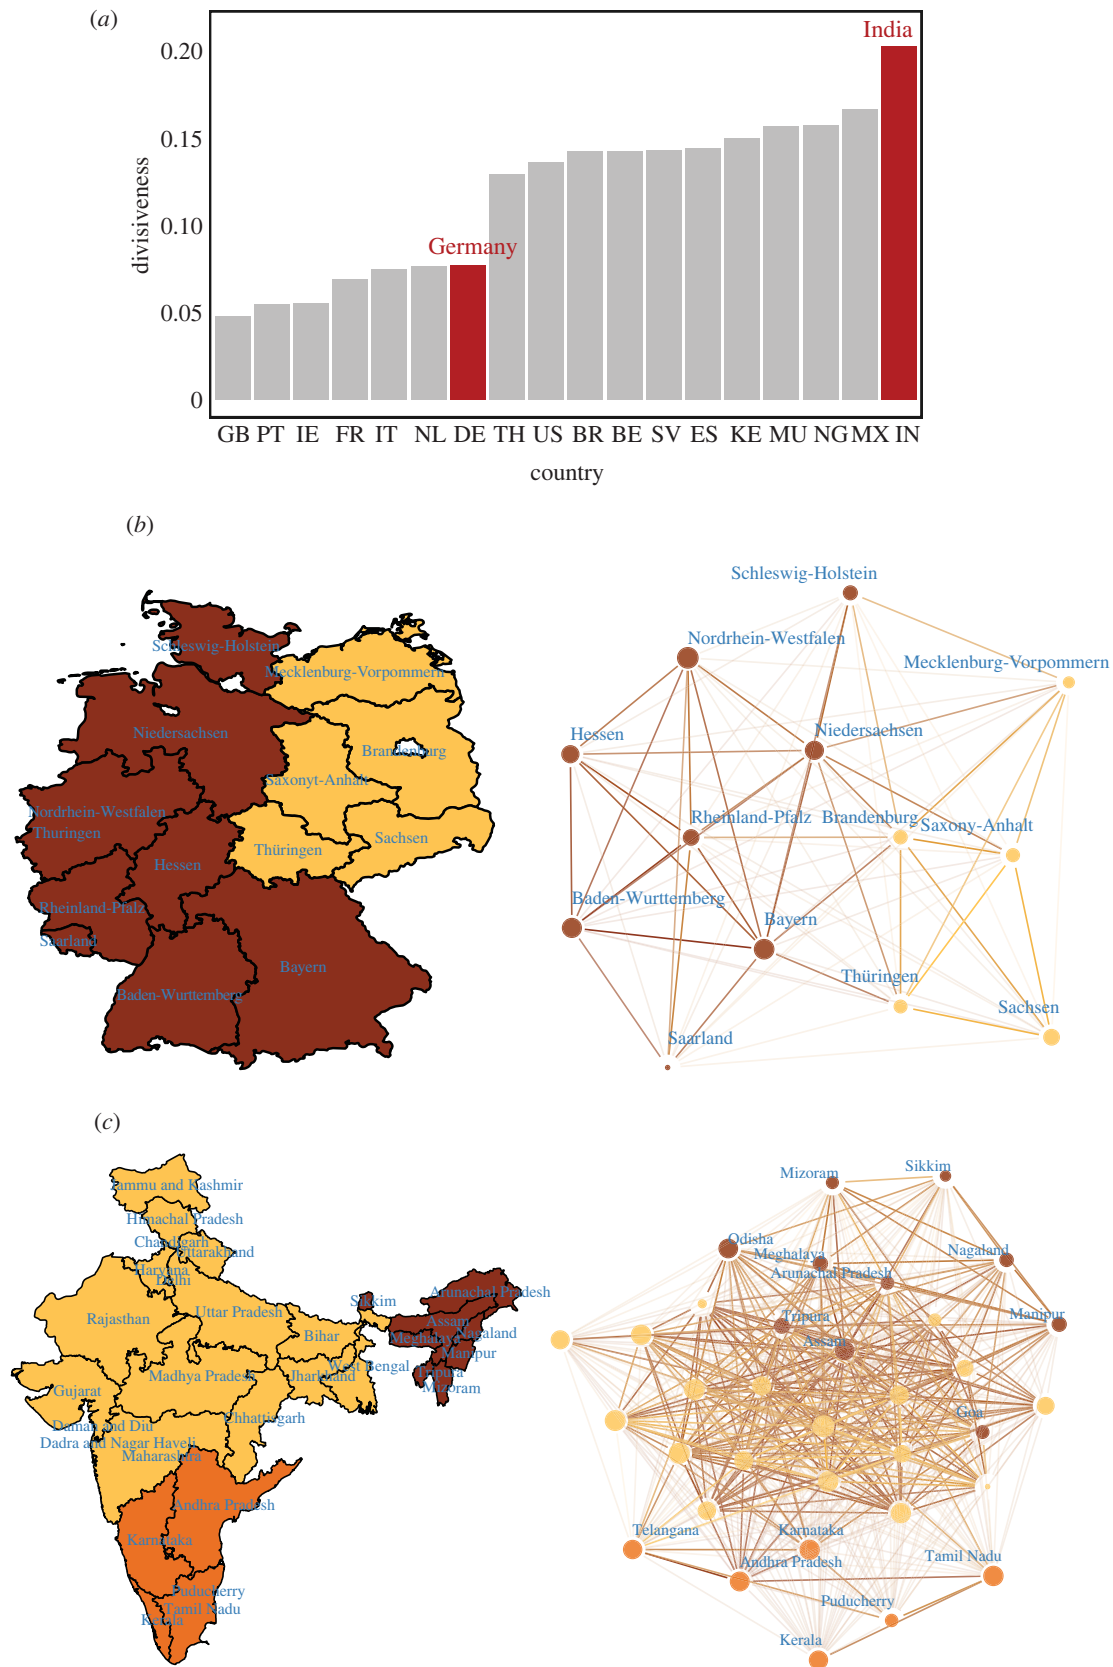 (a)
India
Germany
0.20
0.15
0.10
0.05
0
divisiveness
GB PT IE FR IT NL DE TH US BR BE SV ES KE MU NG MX IN
country
(b)
Schleswig-Holstein
Mecklenburg-Vorpommern
Niedersachsen
Brandenburg
Saxonyt-Anhalt
Nordrhein-Westfalen
Thuringen
Sachsen
Thüringen
Hessen
Rheinland-Pfalz
Saarland
Bayern
Baden-Wurttemberg
Schleswig-Holstein
Nordrhein-Westfalen
Mecklenburg-Vorpommern
Hessen
Niedersachsen
Rheinland-Pfalz
Brandenburg
Saxony-Anhalt
Baden-Wurttemberg
Bayern
Thüringen
Sachsen
Saarland
(c)
Jammu and Kashmir
Himachal Pradesh
Chandigarh
Uttarakhand
Haryana
Delhi
Rajasthan
Uttar Pradesh
Bihar
Sikkim
Arunachal Pradesh
Assam
Nagaland
Meghalaya
Manipur
West Bengal
Tripura
Mizoram
Jharkhand
Madhya Pradesh
Gujarat
Chhattisgarh
Daman and Diu
Dadra and Nagar Haveli
Maharashtra
Andhra Pradesh
Karnataka
Puducherry
Tamil Nadu
Kerala
Mizoram
Sikkim
Odisha
Meghalaya
Nagaland
Arunachal Pradesh
Tripura
Manipur
Assam
Goa
Telangana
Karnataka
Andhra Pradesh
Tamil Nadu
Puducherry
Kerala